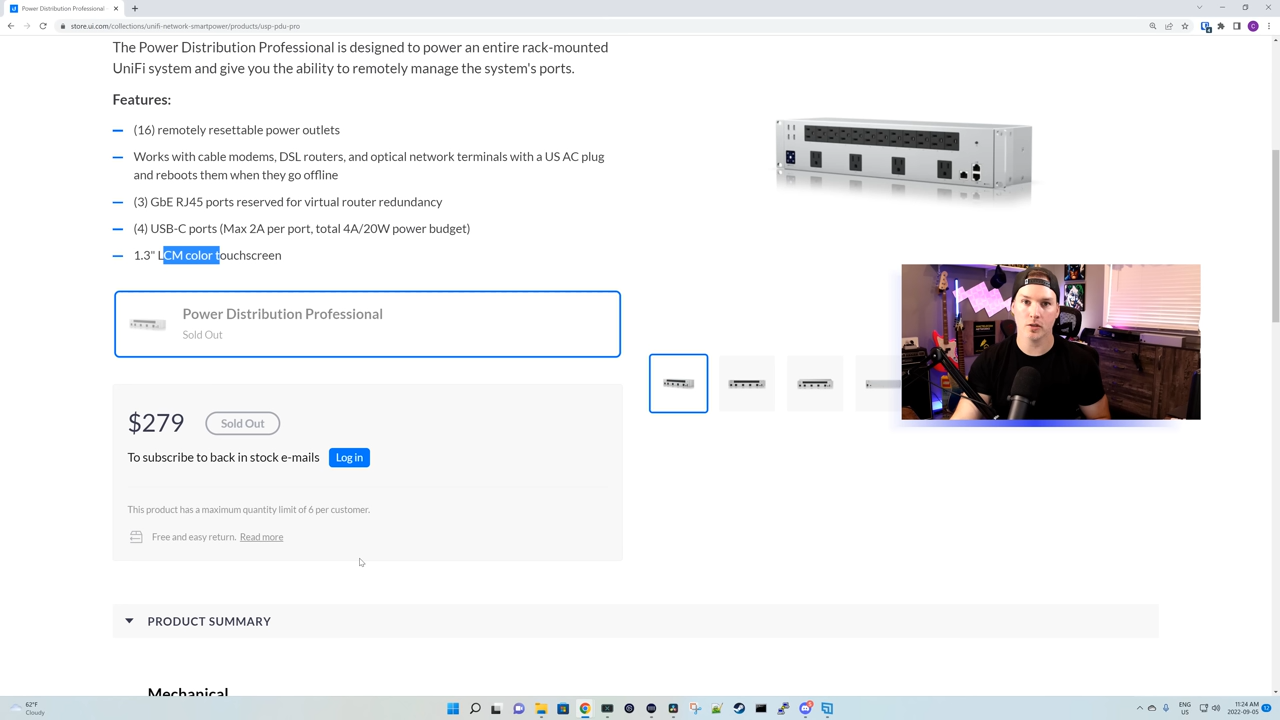 Power Distribution Professional
store.ui.com/collections/unifi-network-smartpower/products/usp-pdu-pro
The Power Distribution Professional is designed to power an entire rack-mounted
UniFi system and give you the ability to remotely manage the system's ports.
Features:
(16) remotely resettable power outlets
Works with cable modems, DSL routers, and optical network terminals with a US AC plug
and reboots them when they go offline
(3) GbE RJ45 ports reserved for virtual router redundancy
(4) USB-C ports (Max 2A per port, total 4A/20W power budget)
1.3" LCM color touchscreen
Power Distribution Professional
Sold Out
$279 Sold Out
To subscribe to back in stock e-mails Log in
This product has a maximum quantity limit of 6 per customer.
Free and easy return. Read more
PRODUCT SUMMARY
Mechanical
62°F
Cloudy
ENG
US
11:24 AM
2022-09-05